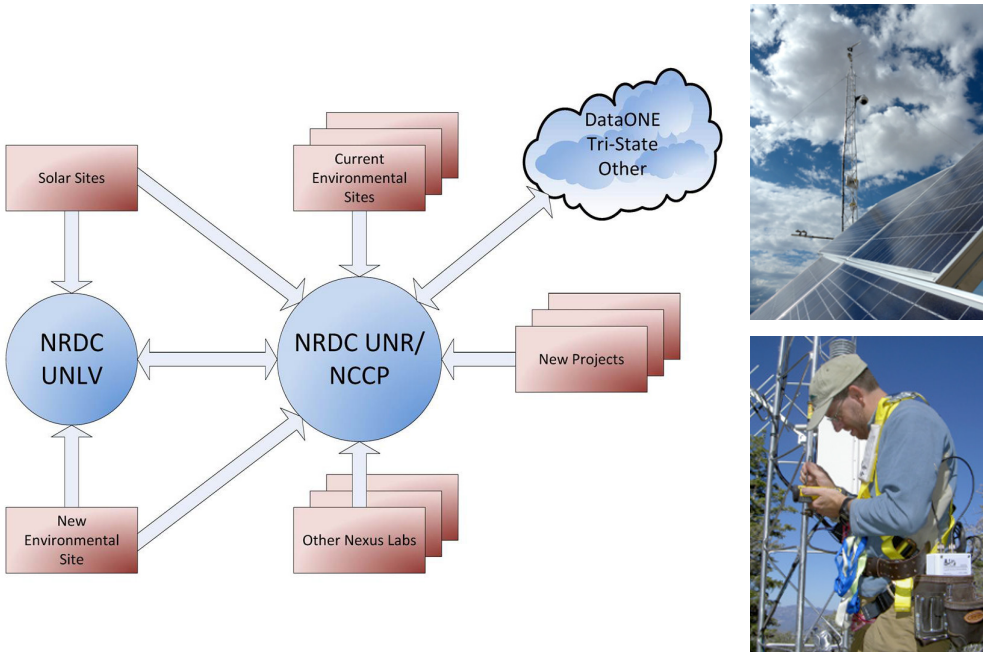 DataONE
Tri-State
Other
Solar Sites
Current
Environmental
Sites
NRDC
UNLV
NRDC UNR/
NCCP
New Projects
New
Environmental
Site
Other Nexus Labs